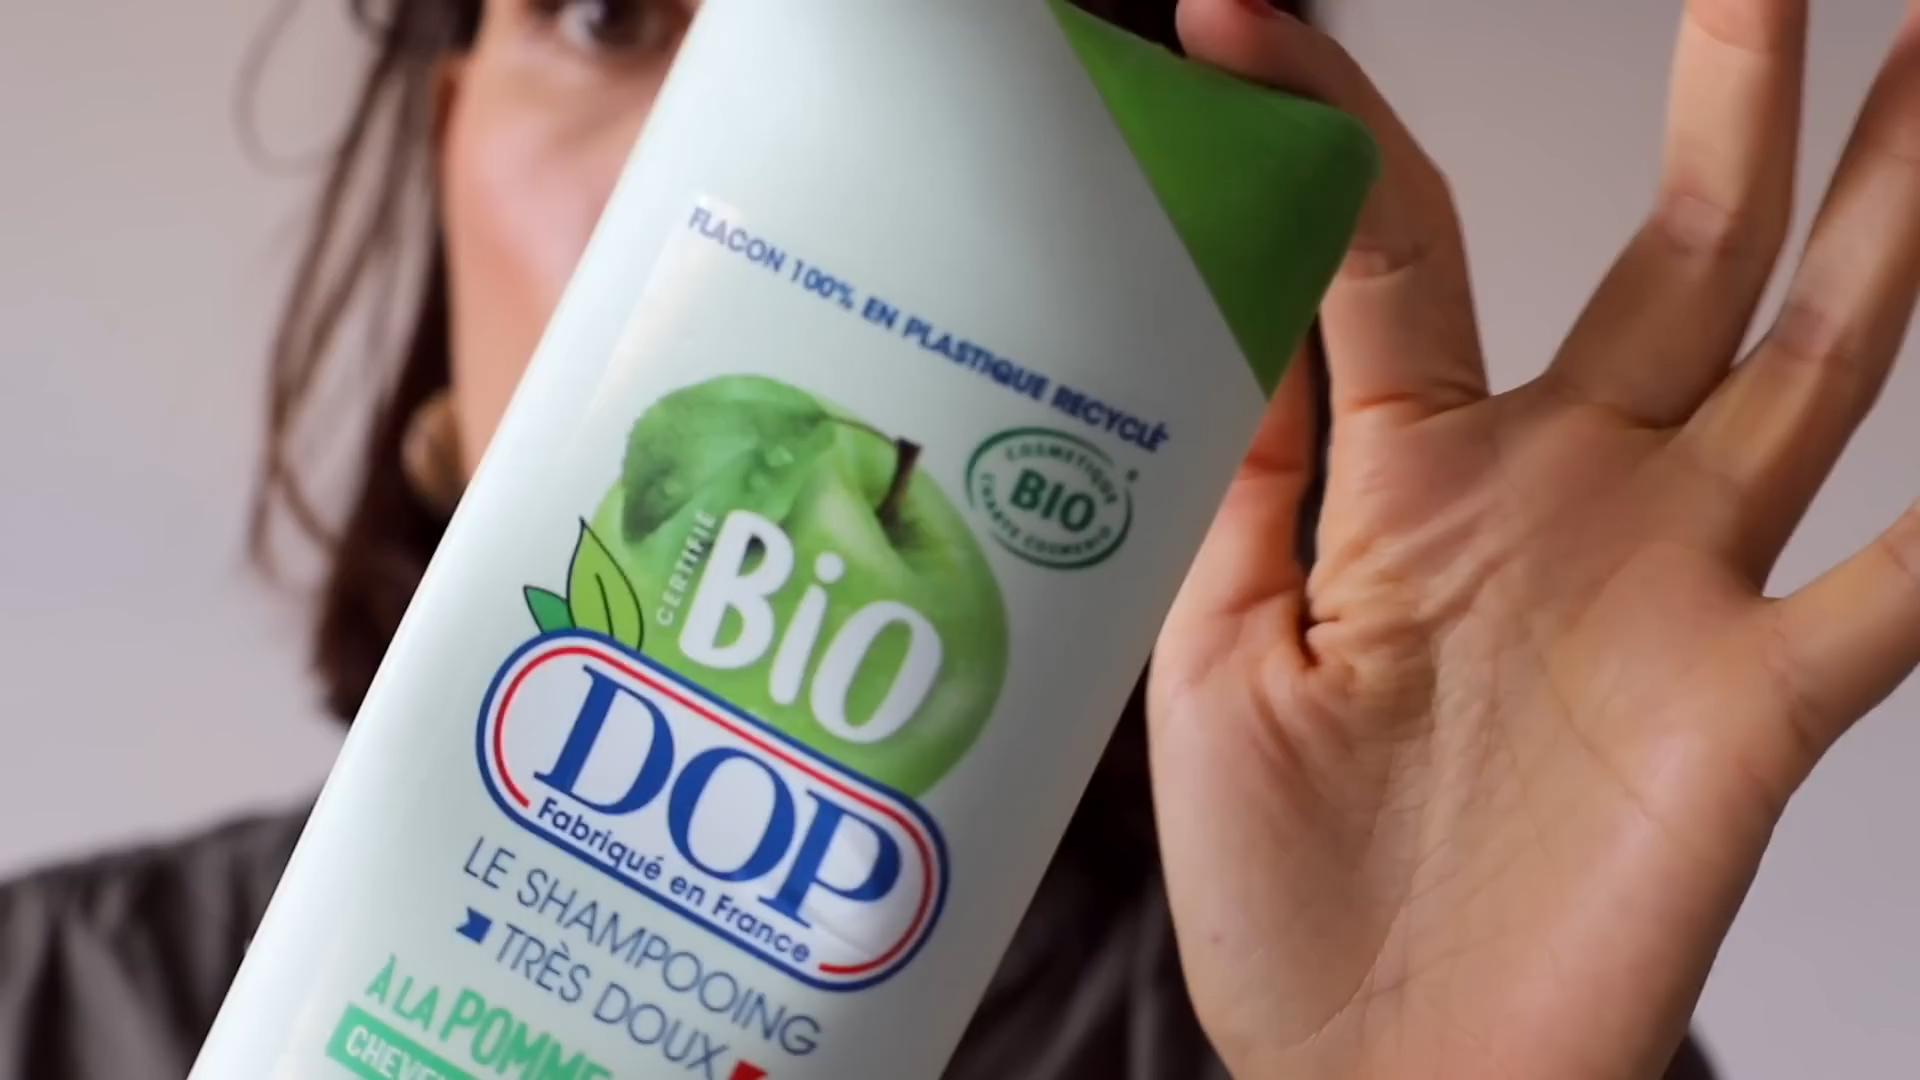 FLACON 100% EN PLASTIQUE RECYCLÉ
COSMETIQUE
BIO
CHARTE COSMEBIO
CERTIFIÉ
BiO
DOP
Fabriqué en France
LE SHAMPOOING
TRÈS DOUX
À LA POMME